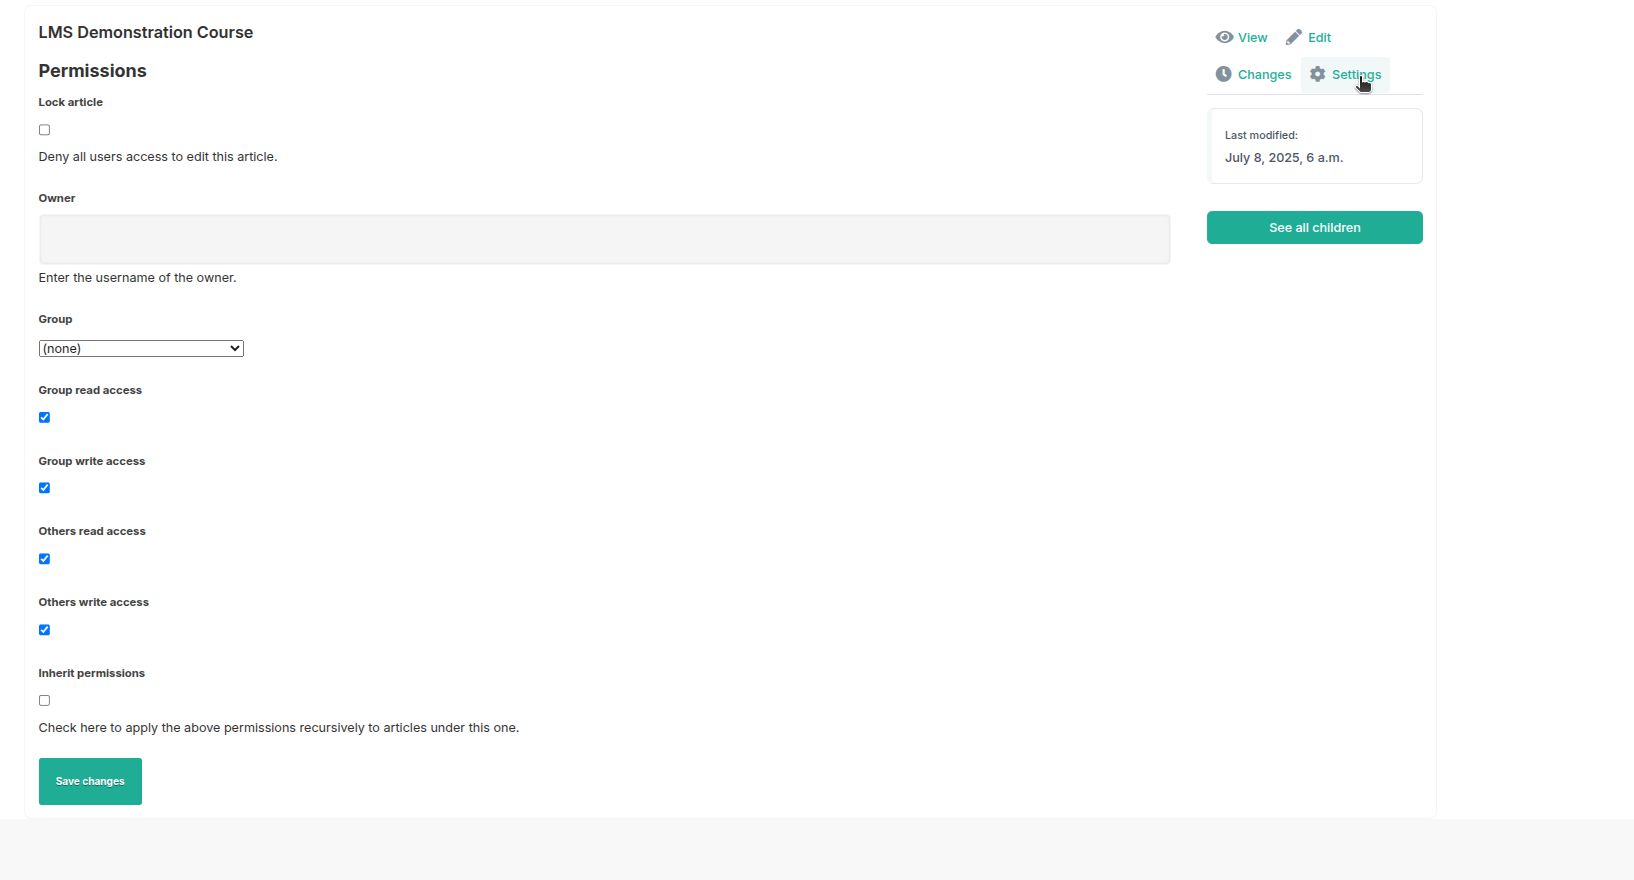 LMS Demonstration Course
Permissions
Lock article
Deny all users access to edit this article.
Owner
Enter the username of the owner.
Group
(none)
Group read access
Group write access
Others read access
Others write access
Inherit permissions
Check here to apply the above permissions recursively to articles under this one.
Save changes
View
Edit
Changes
Settings
Last modified:
July 8, 2025, 6 a.m.
See all children